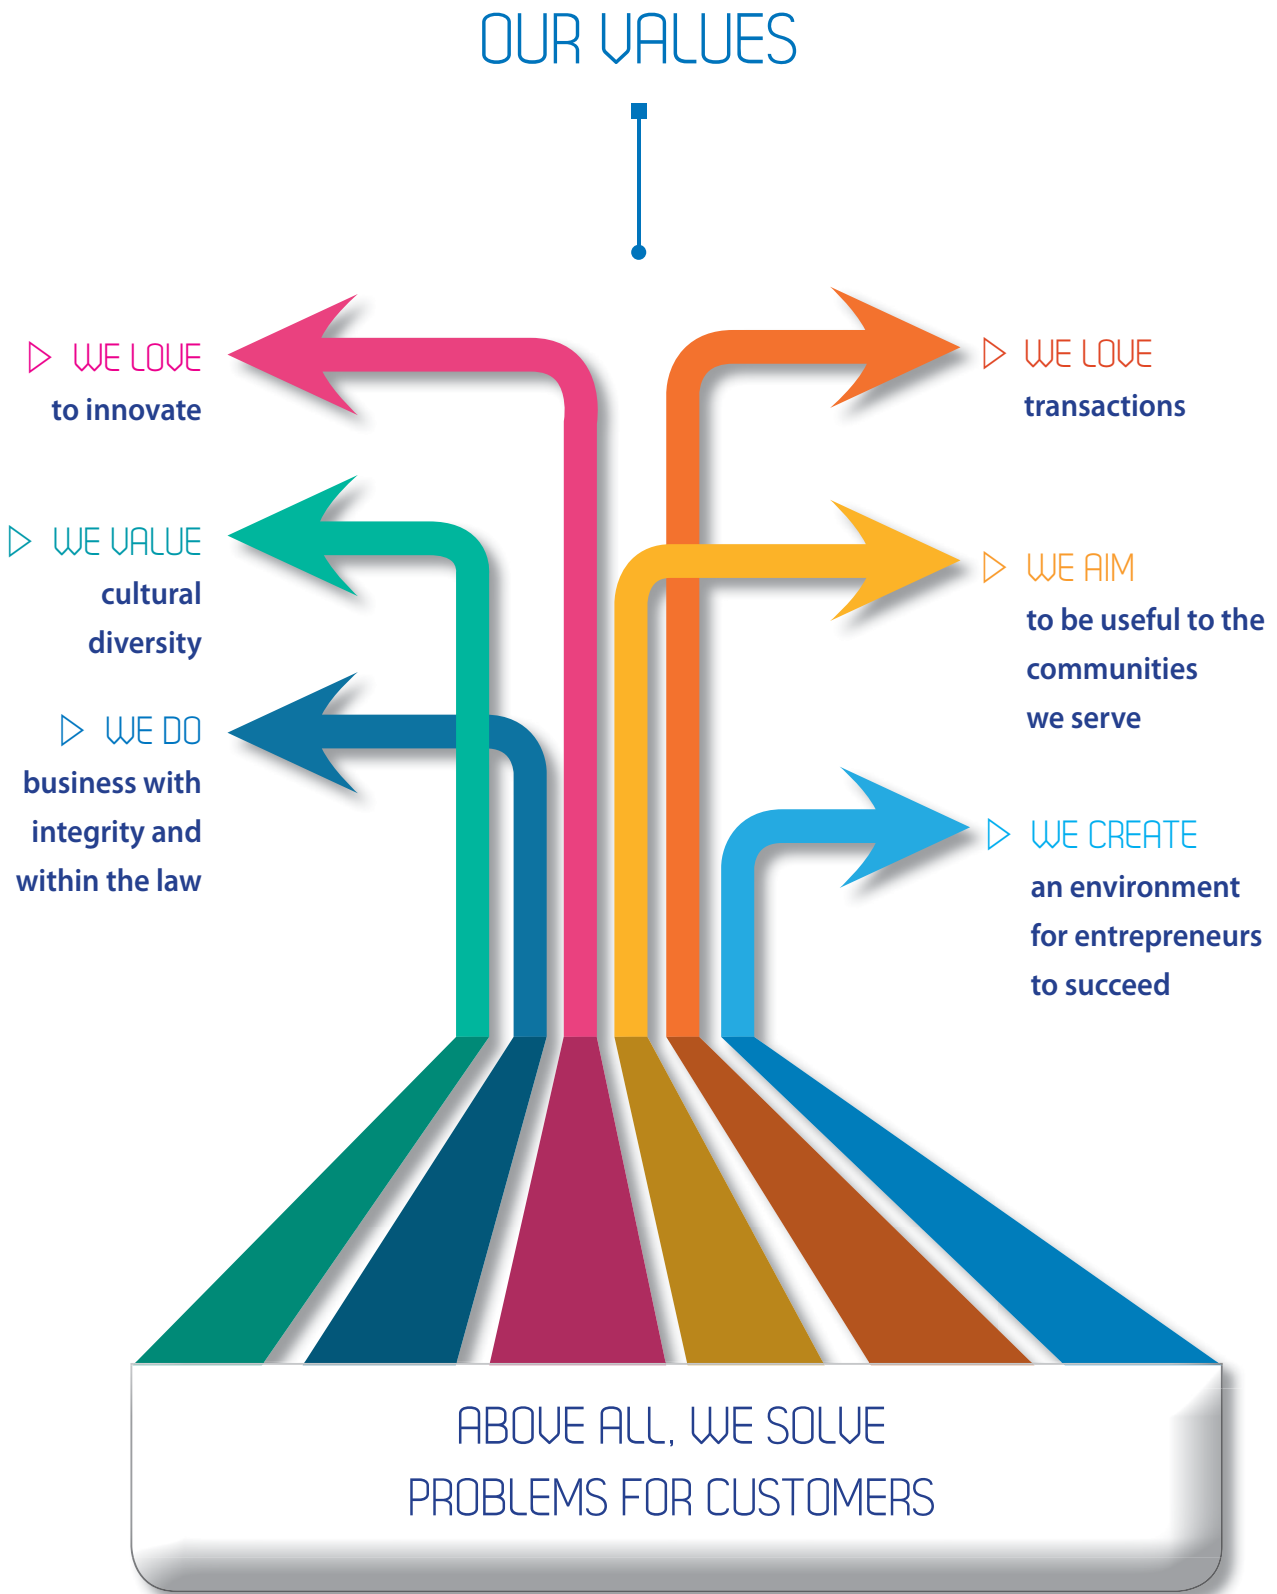 OUR VALUES
WE LOVE
to innovate
WE VALUE
cultural
diversity
WE DO
business with
integrity and
within the law
WE LOVE
transactions
WE AIM
to be useful to the
communities
we serve
WE CREATE
an environment
for entrepreneurs
to succeed
ABOVE ALL, WE SOLVE
PROBLEMS FOR CUSTOMERS